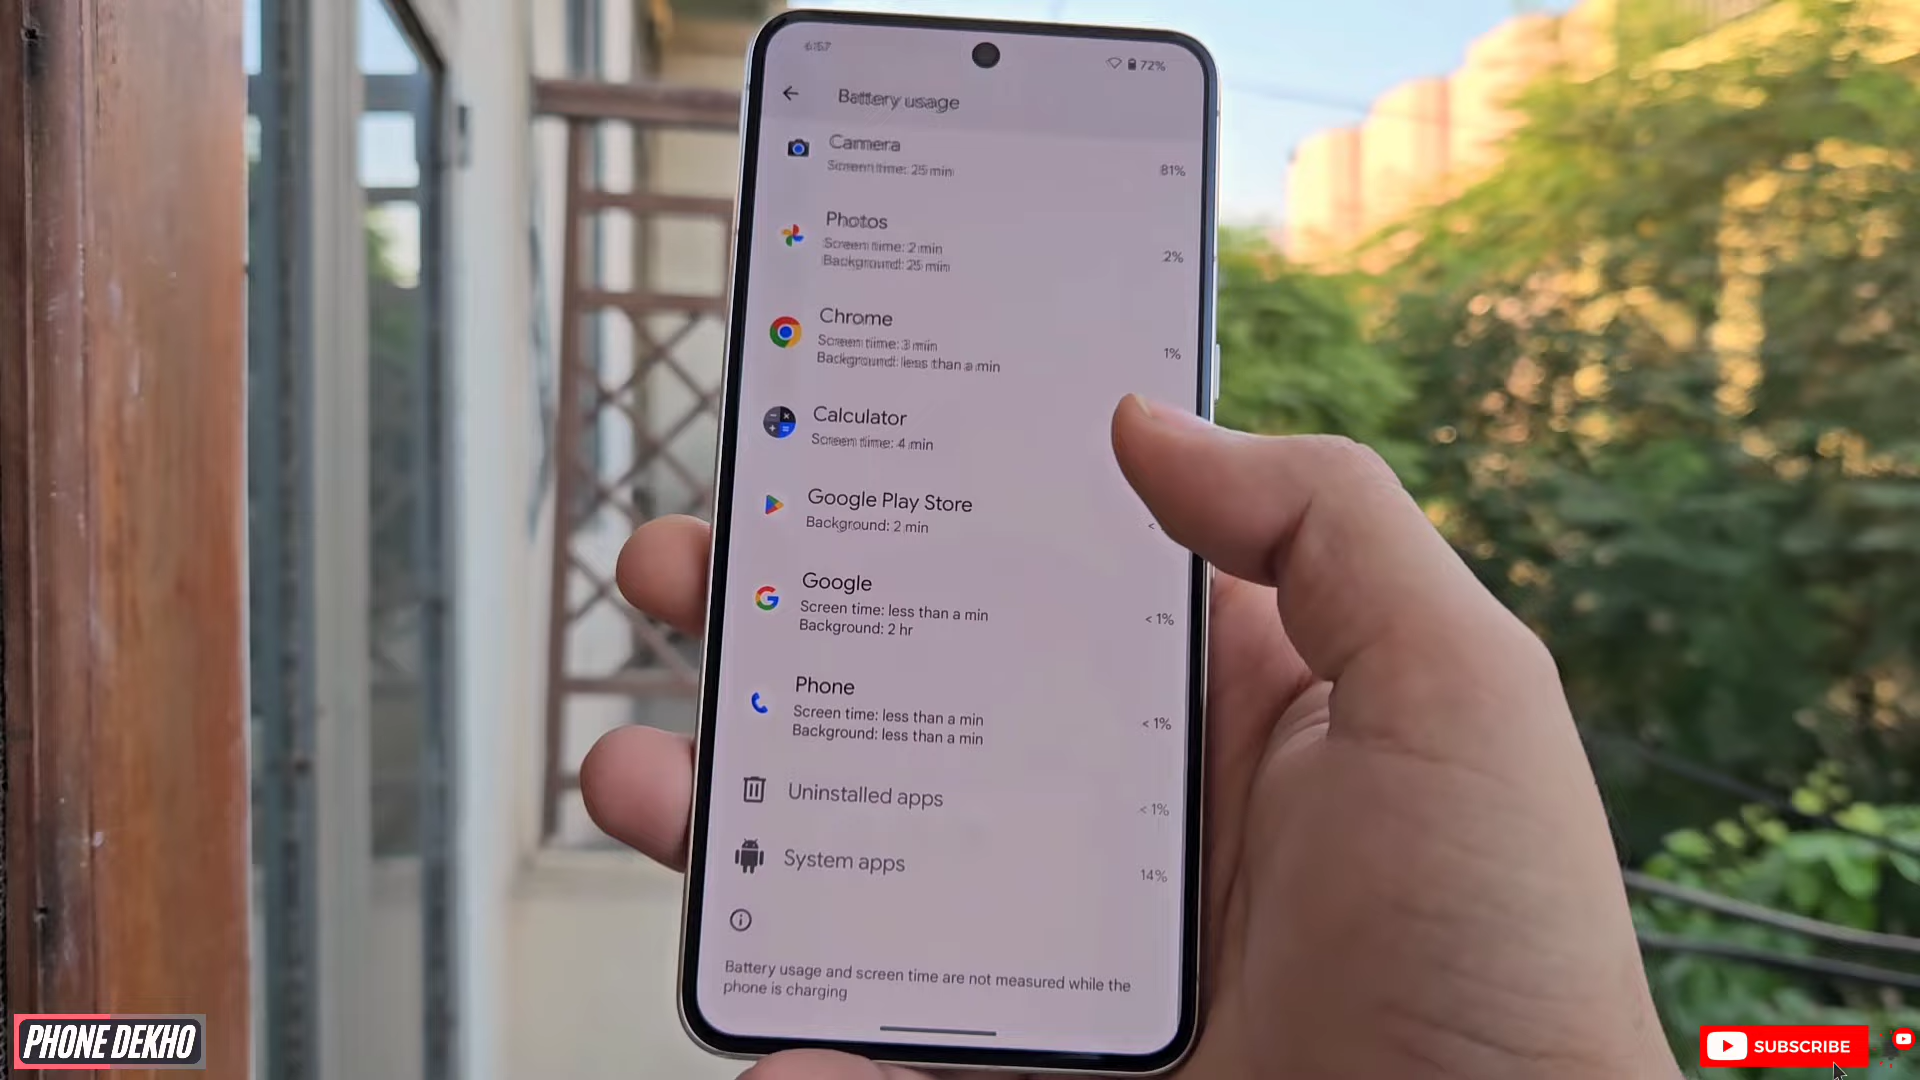 6:57
72%
Battery usage
Camera
Screen time: 25 min
81%
Photos
Screen time: 2 min
Background: 25 min
2%
Chrome
Screen time: 3 min
Background: less than a min
1%
Calculator
Screen time: 4 min
Google Play Store
Background: 2 min
<
Google
Screen time: less than a min
Background: 2 hr
< 1%
Phone
Screen time: less than a min
Background: less than a min
< 1%
Uninstalled apps
< 1%
System apps
14%
Battery usage and screen time are not measured while the
phone is charging
PHONE DEKHO
SUBSCRIBE